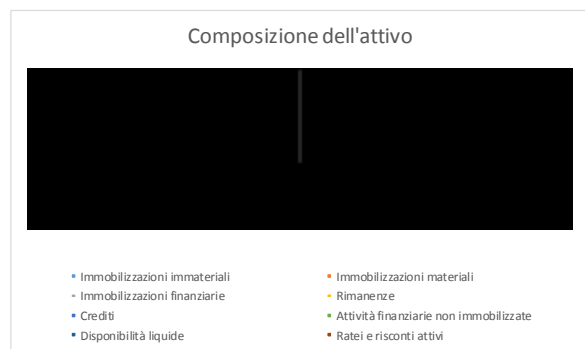 Composizione dell'attivo
Immobilizzazioni immateriali
Immobilizzazioni materiali
Immobilizzazioni finanziarie
Rimanenze
Crediti
Attività finanziarie non immobilizzate
Disponibilità liquide
Ratei e risconti attivi